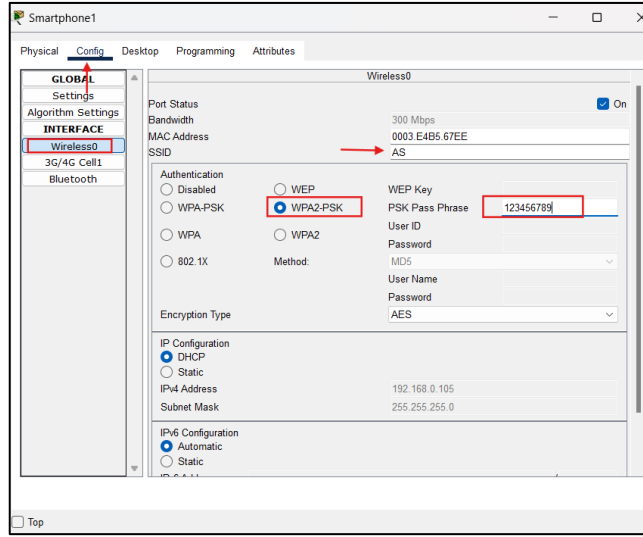 Smartphone1
Physical Config Desktop Programming Attributes
GLOBAL
Settings
Algorithm Settings
INTERFACE
Wireless0
3G/4G Cell1
Bluetooth
Wireless0
Port Status On
Bandwidth 300 Mbps
MAC Address 0003.E4B5.67EE
SSID AS
Authentication
Disabled WEP WEP Key
WPA-PSK WPA2-PSK PSK Pass Phrase 123456789
User ID
WPA WPA2 Password
802.1X Method: MD5
User Name
Password
Encryption Type AES
IP Configuration
DHCP
Static
IPv4 Address 192.168.0.105
Subnet Mask 255.255.255.0
IPv6 Configuration
Automatic
Static
Top